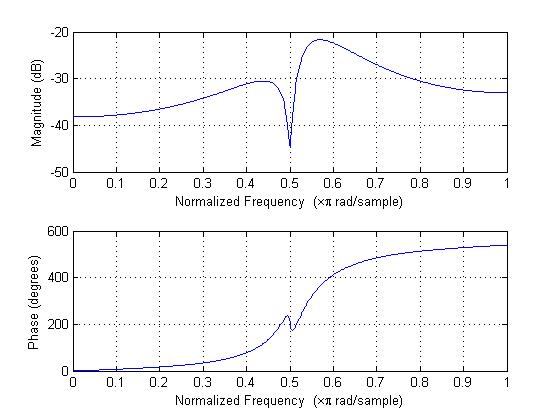 -20
-30
-40
-50
Magnitude (dB)
0 0.1 0.2 0.3 0.4 0.5 0.6 0.7 0.8 0.9 1
Normalized Frequency (×π rad/sample)
600
400
200
0
Phase (degrees)
0 0.1 0.2 0.3 0.4 0.5 0.6 0.7 0.8 0.9 1
Normalized Frequency (×π rad/sample)